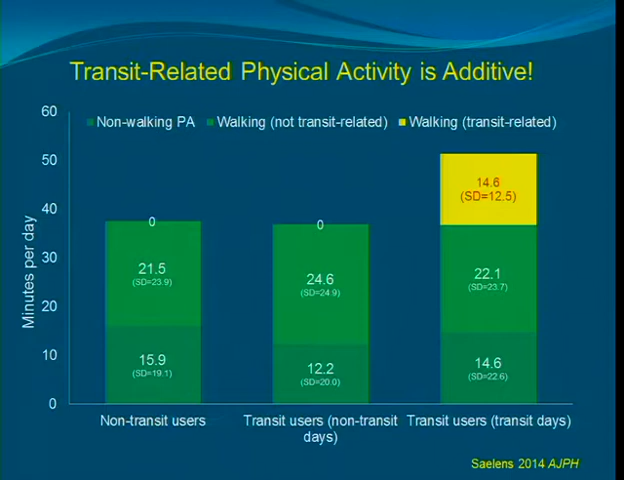 Transit-Related Physical Activity is Additive!
60
50
40
30
20
10
0
Minutes per day
Non-walking PA
Walking (not transit-related)
Walking (transit-related)
0
21.5
(SD=23.9)
15.9
(SD=19.1)
0
24.6
(SD=24.9)
12.2
(SD=20.0)
14.6
(SD=12.5)
22.1
(SD=23.7)
14.6
(SD=22.6)
Non-transit users
Transit users (non-transit
days)
Transit users (transit days)
Saelens 2014 AJPH